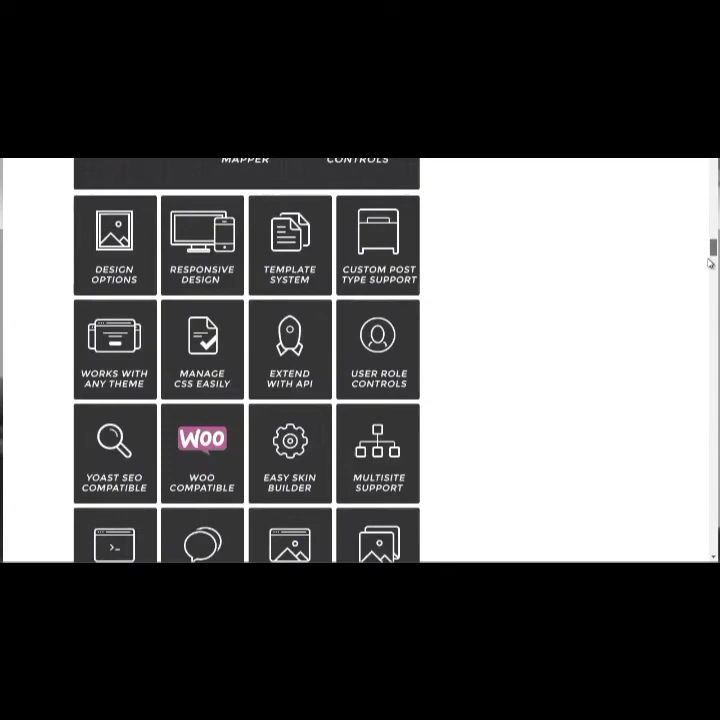 MAPPER CONTROLS
DESIGN OPTIONS
RESPONSIVE DESIGN
TEMPLATE SYSTEM
CUSTOM POST TYPE SUPPORT
WORKS WITH ANY THEME
MANAGE CSS EASILY
EXTEND WITH API
USER ROLE CONTROLS
YOAST SEO COMPATIBLE
WOO
WOO COMPATIBLE
EASY SKIN BUILDER
MULTISITE SUPPORT